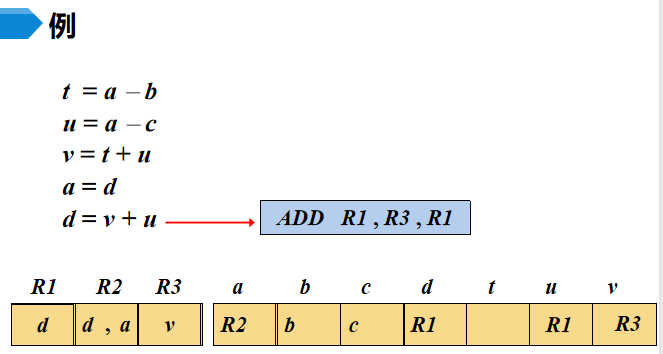 例
t = a – b
u = a – c
v = t + u
a = d
d = v + u
ADD R1 , R3 , R1
R1 R2 R3 a b c d t u v
d d , a v R2 b c R1 R1 R3